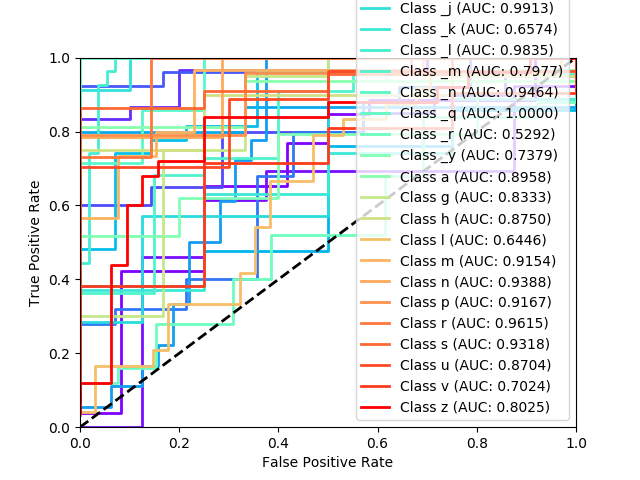 Class _j (AUC: 0.9913)
Class _k (AUC: 0.6574)
Class _l (AUC: 0.9835)
Class _m (AUC: 0.7977)
Class _n (AUC: 0.9464)
Class _q (AUC: 1.0000)
Class _r (AUC: 0.5292)
Class _y (AUC: 0.7379)
Class a (AUC: 0.8958)
Class g (AUC: 0.8333)
Class h (AUC: 0.8750)
Class l (AUC: 0.6446)
Class m (AUC: 0.9154)
Class n (AUC: 0.9388)
Class p (AUC: 0.9167)
Class r (AUC: 0.9615)
Class s (AUC: 0.9318)
Class u (AUC: 0.8704)
Class v (AUC: 0.7024)
Class z (AUC: 0.8025)
1.0
0.8
0.6
0.4
0.2
0.0
True Positive Rate
0.0 0.2 0.4 0.6 0.8 1.0
False Positive Rate